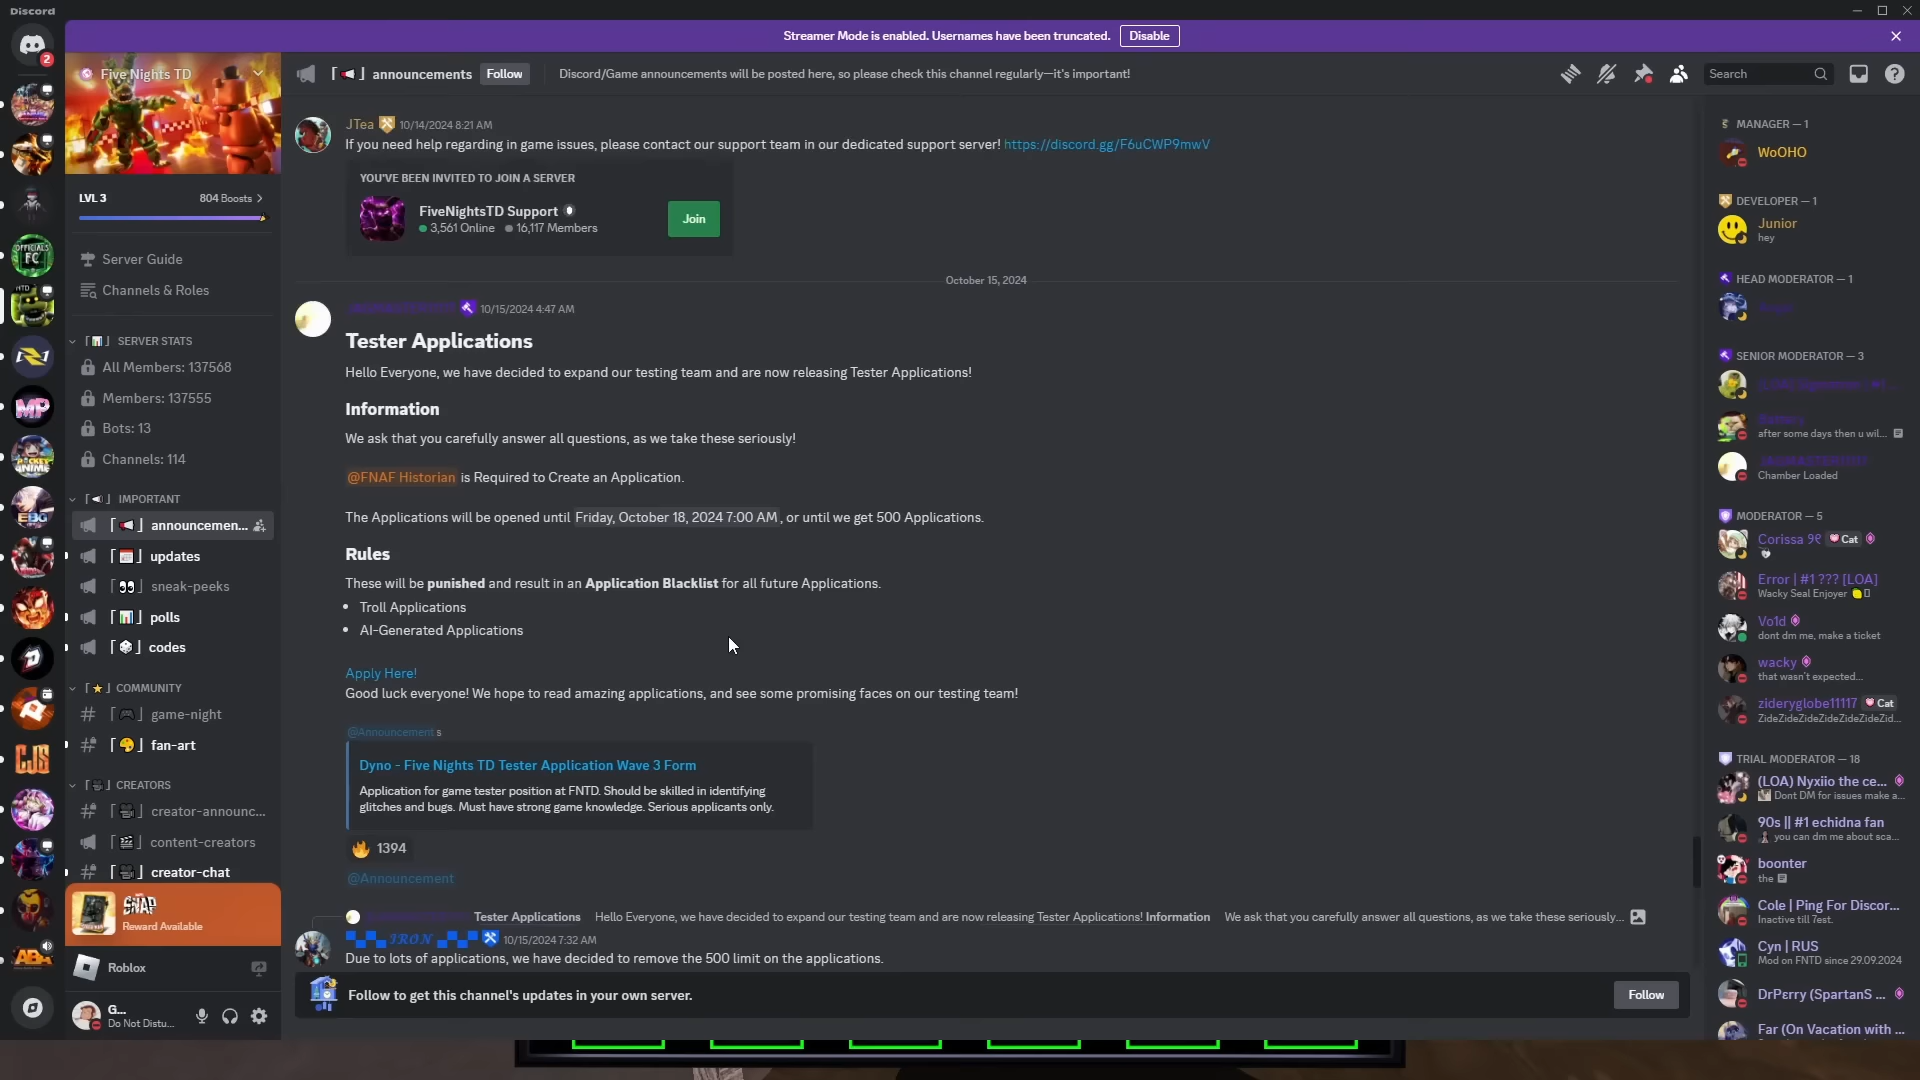 Discord
Streamer Mode is enabled. Usernames have been truncated. Disable
2
Five Nights TD
「📢」 announcements Follow Discord/Game announcements will be posted here, so please check this channel regularly—it's important!
Search
LVL 3 804 Boosts
Server Guide
Channels & Roles
「📊」 SERVER STATS
All Members: 137568
Members: 137555
Bots: 13
Channels: 114
「📢」 IMPORTANT
「📢」 announcemen...
「📅」 updates
「👀」 sneak-peeks
「📊」 polls
「🎲」 codes
「⭐」 COMMUNITY
「🎮」 game-night
「🎨」 fan-art
「🎥」 CREATORS
「🎥」 creator-announc...
「🎬」 content-creators
「🎥」 creator-chat
SNAP
Reward Available
Roblox
G...
Do Not Distu...
OFFICIALS
FC
MTD
MP
ANIME
EBG
CJS
ABA
JTea 10/14/2024 8:21 AM
If you need help regarding in game issues, please contact our support team in our dedicated support server! https://discord.gg/F6uCWP9mwV
YOU'VE BEEN INVITED TO JOIN A SERVER
FiveNightsTD Support
3,561 Online 16,117 Members
Join
October 15, 2024
10/15/2024 4:47 AM
Tester Applications
Hello Everyone, we have decided to expand our testing team and are now releasing Tester Applications!
Information
We ask that you carefully answer all questions, as we take these seriously!
@FNAF Historian is Required to Create an Application.
The Applications will be opened until Friday, October 18, 2024 7:00 AM, or until we get 500 Applications.
Rules
These will be punished and result in an Application Blacklist for all future Applications.
• Troll Applications
• AI-Generated Applications
Apply Here!
Good luck everyone! We hope to read amazing applications, and see some promising faces on our testing team!
@Announcement s
Dyno - Five Nights TD Tester Application Wave 3 Form
Application for game tester position at FNTD. Should be skilled in identifying
glitches and bugs. Must have strong game knowledge. Serious applicants only.
🔥 1394
@Announcement
Tester Applications Hello Everyone, we have decided to expand our testing team and are now releasing Tester Applications! Information We ask that you carefully answer all questions, as we take these seriously...
IRON 10/15/2024 7:32 AM
Due to lots of applications, we have decided to remove the 500 limit on the applications.
Follow to get this channel's updates in your own server.
Follow
MANAGER — 1
WoOHO
DEVELOPER — 1
Junior
hey
HEAD MODERATOR — 1
SENIOR MODERATOR — 3
after some days then u wil...
Chamber Loaded
MODERATOR — 5
Corissa ୨୧ Cat
Error | #1 ??? [LOA]
Wacky Seal Enjoyer 🍋
Vo1d
dont dm me, make a ticket
wacky
that wasn't expected...
zideryglobe11117 Cat
ZideZideZideZideZideZideZid...
TRIAL MODERATOR — 18
(LOA) Nyxiio the ce...
Dont DM for issues make a...
90s || #1 echidna fan
you can dm me about sca...
boonter
the
Cole | Ping For Discor...
Inactive till 7est.
Cyn | RUS
Mod on FNTD since 29.09.2024
DrPɛrry (SpartanS ...
Far (On Vacation with ...